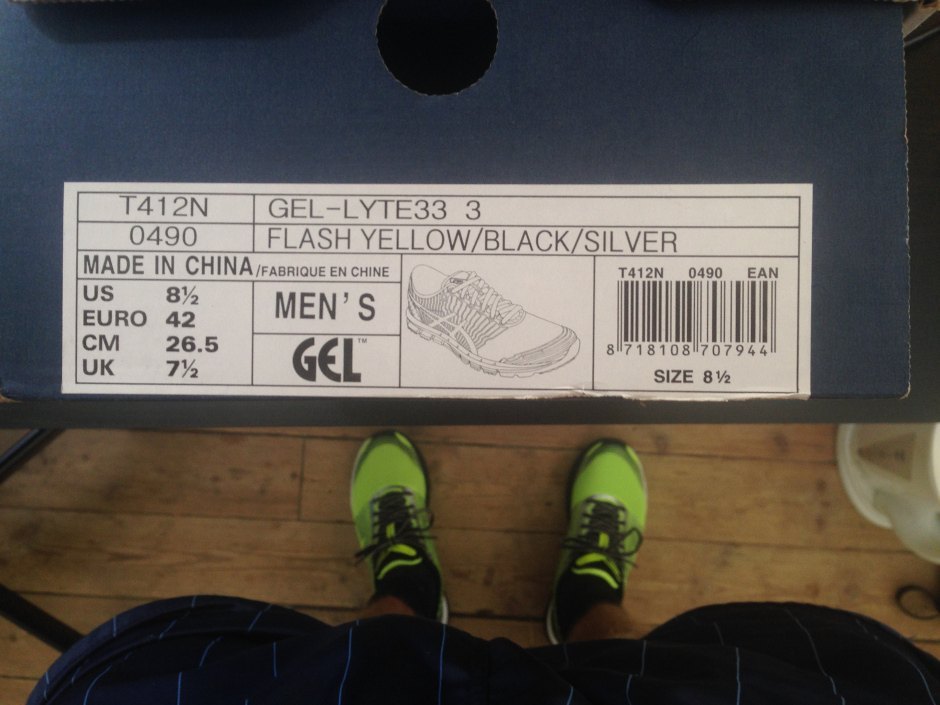 T412N GEL-LYTE33 3
0490 FLASH YELLOW/BLACK/SILVER
MADE IN CHINA/FABRIQUE EN CHINE
US 8½
EURO 42
CM 26.5
UK 7½
MEN'S
GEL™
T412N 0490 EAN
8 718108 707944
SIZE 8½